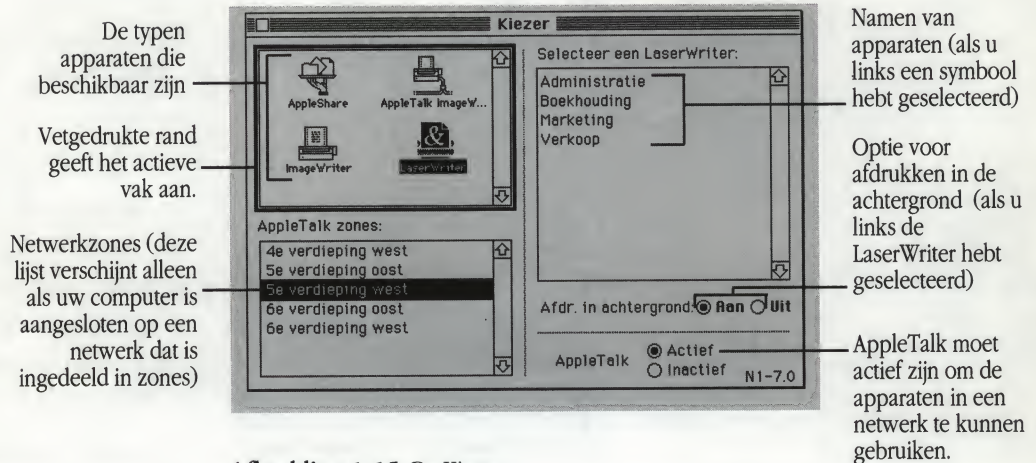 De typen
apparaten die
beschikbaar zijn
Vetgedrukte rand
geeft het actieve
vak aan.
Netwerkzones (deze
lijst verschijnt alleen
als uw computer is
aangesloten op een
netwerk dat is
ingedeeld in zones)
Kiezer
AppleShare
AppleTalk ImageW...
ImageWriter
LaserWriter
AppleTalk zones:
4e verdieping west
5e verdieping oost
5e verdieping west
6e verdieping oost
6e verdieping west
Selecteer een LaserWriter:
Administratie
Boekhouding
Marketing
Verkoop
Afdr. in achtergrond: Aan Uit
AppleTalk
Actief
Inactief
N1-7.0
Namen van
apparaten (als u
links een symbool
hebt geselecteerd)
Optie voor
afdrukken in de
achtergrond (als u
links de
LaserWriter hebt
geselecteerd)
AppleTalk moet
actief zijn om de
apparaten in een
netwerk te kunnen
gebruiken.